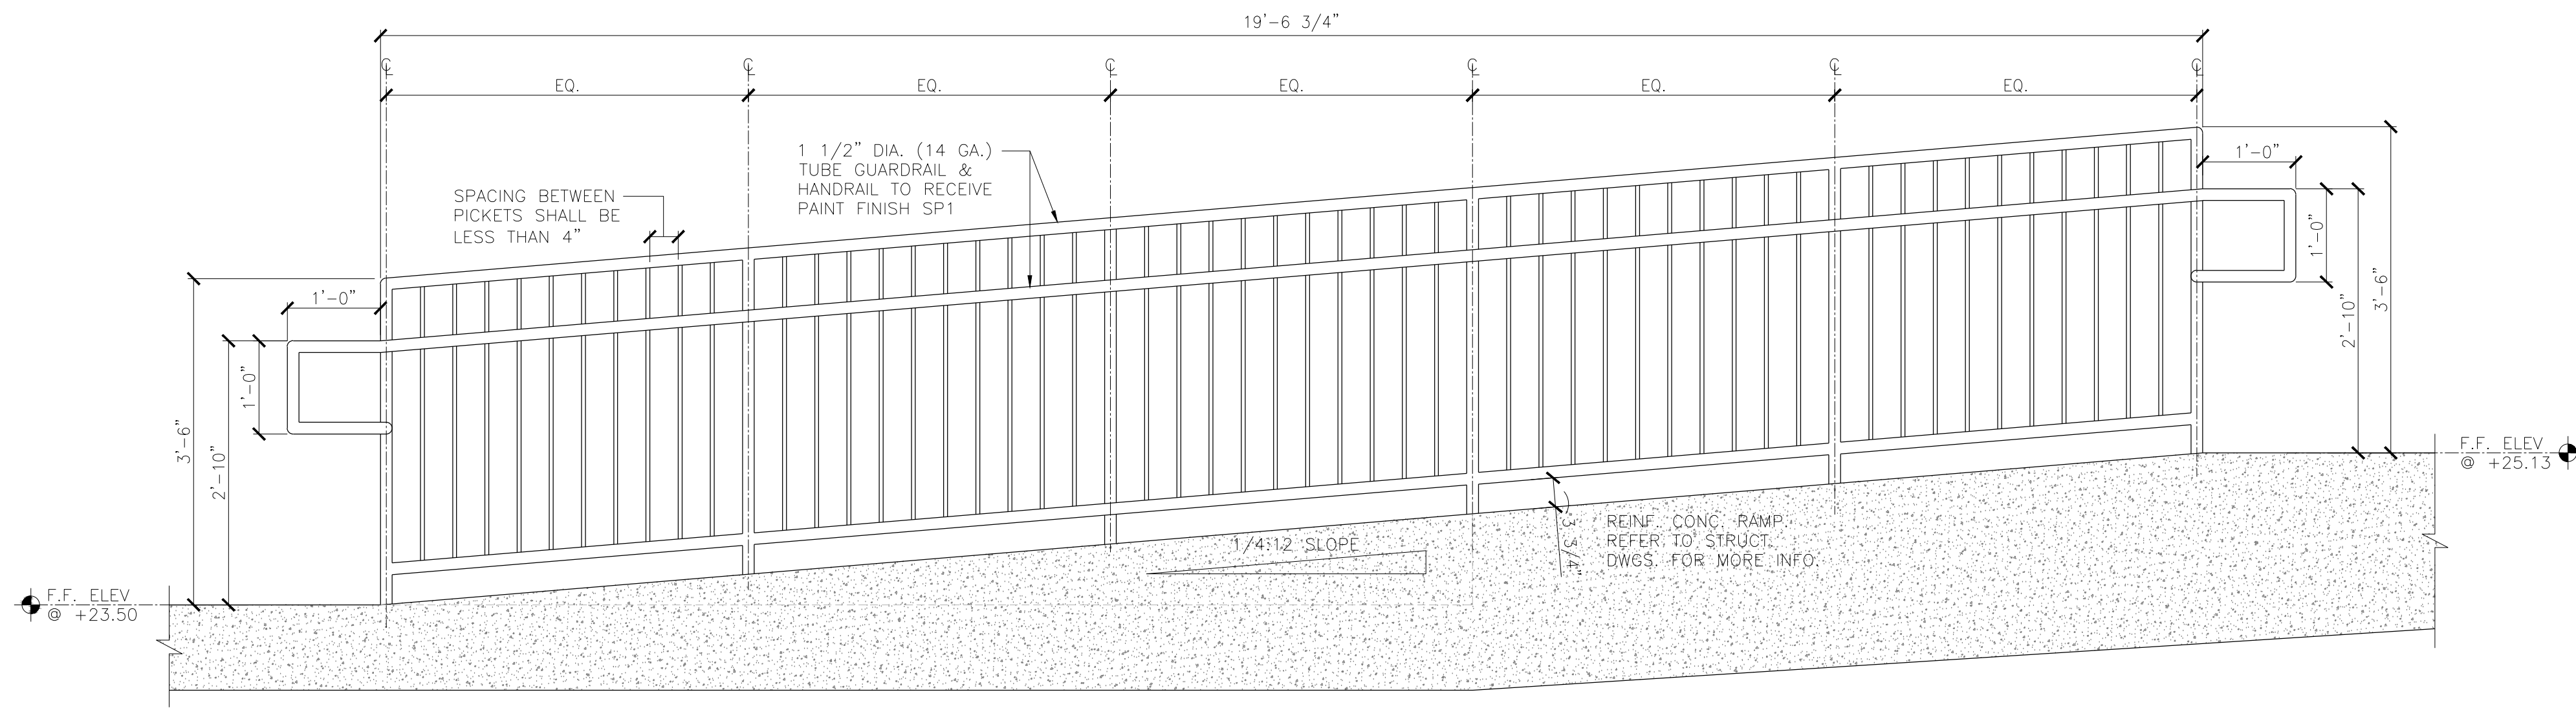 19'-6 3/4"
℄ ℄ ℄ ℄ ℄ ℄
EQ. EQ. EQ. EQ. EQ.
1 1/2" DIA. (14 GA.)
TUBE GUARDRAIL &
HANDRAIL TO RECEIVE
PAINT FINISH SP1
SPACING BETWEEN
PICKETS SHALL BE
LESS THAN 4"
1'-0"
1'-0"
2'-10"
3'-6"
1'-0"
1'-0"
2'-10"
3'-6"
F.F. ELEV
@ +25.13
3 3/4"
REINF. CONC. RAMP.
REFER TO STRUCT.
DWGS. FOR MORE INFO.
1/4:12 SLOPE
F.F. ELEV
@ +23.50